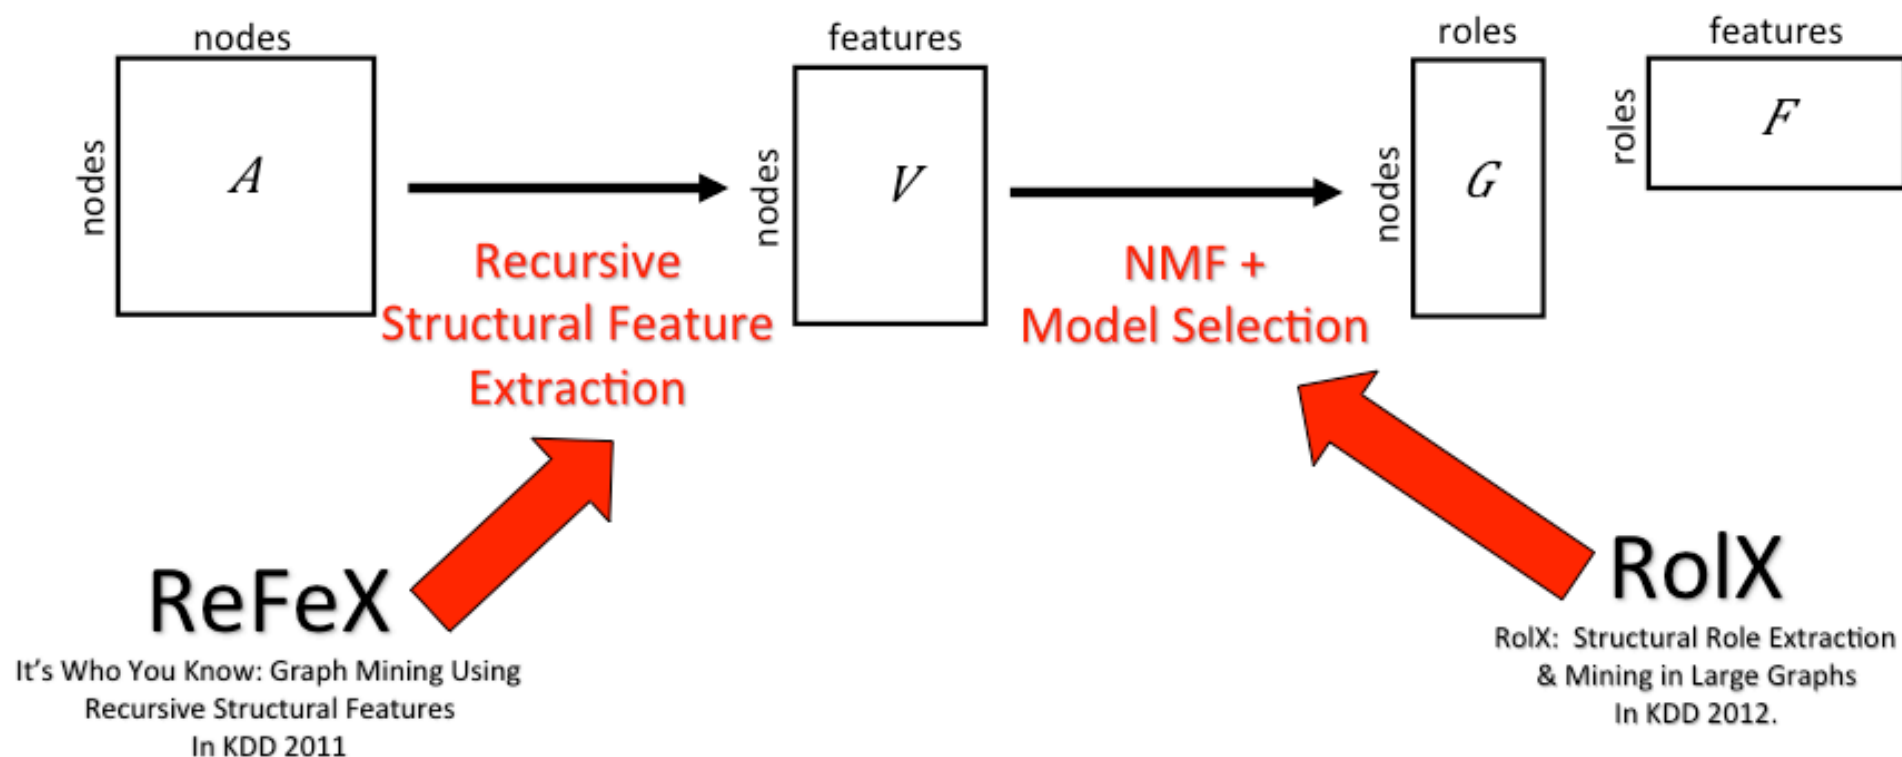 nodes
nodes
A
Recursive
Structural Feature
Extraction
features
nodes
V
NMF +
Model Selection
roles
nodes
G
features
roles
F
ReFeX
It's Who You Know: Graph Mining Using
Recursive Structural Features
In KDD 2011
RolX
RolX:  Structural Role Extraction
& Mining in Large Graphs
In KDD 2012.